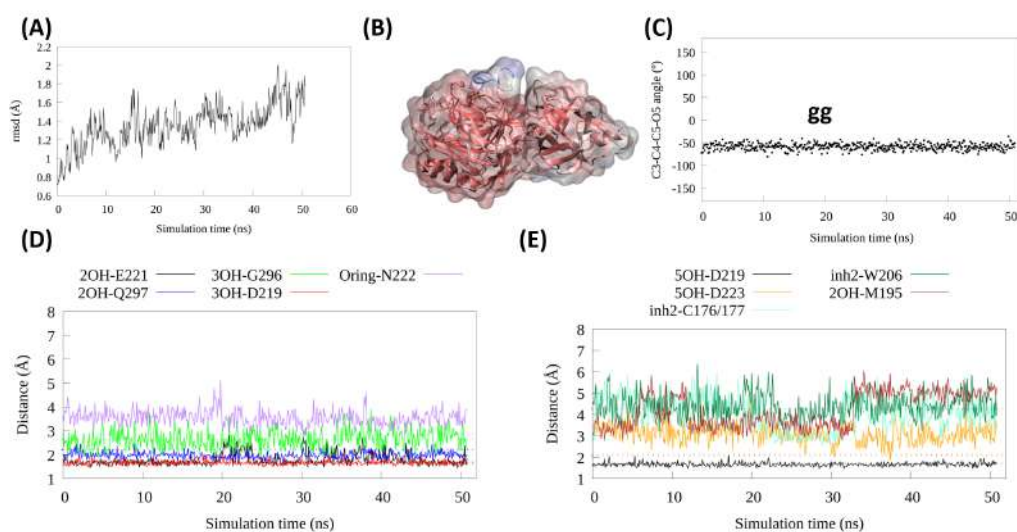 (A)
2.2
2
1.8
1.6
1.4
1.2
1
0.8
0.6
rmsd (Å)
0 10 20 30 40 50 60
Simulation time (ns)
(B)
(C)
150
100
50
0
-50
-100
-150
C3-C4-C5-O5 angle (°)
gg
0 10 20 30 40 50
Simulation time (ns)
(D)
2OH-E221 3OH-G296 Oring-N222
2OH-Q297 3OH-D219
8
7
6
5
4
3
2
1
Distance (Å)
0 10 20 30 40 50
Simulation time (ns)
(E)
5OH-D219 inh2-W206
5OH-D223 2OH-M195
inh2-C176/177
8
7
6
5
4
3
2
1
Distance (Å)
0 10 20 30 40 50
Simulation time (ns)